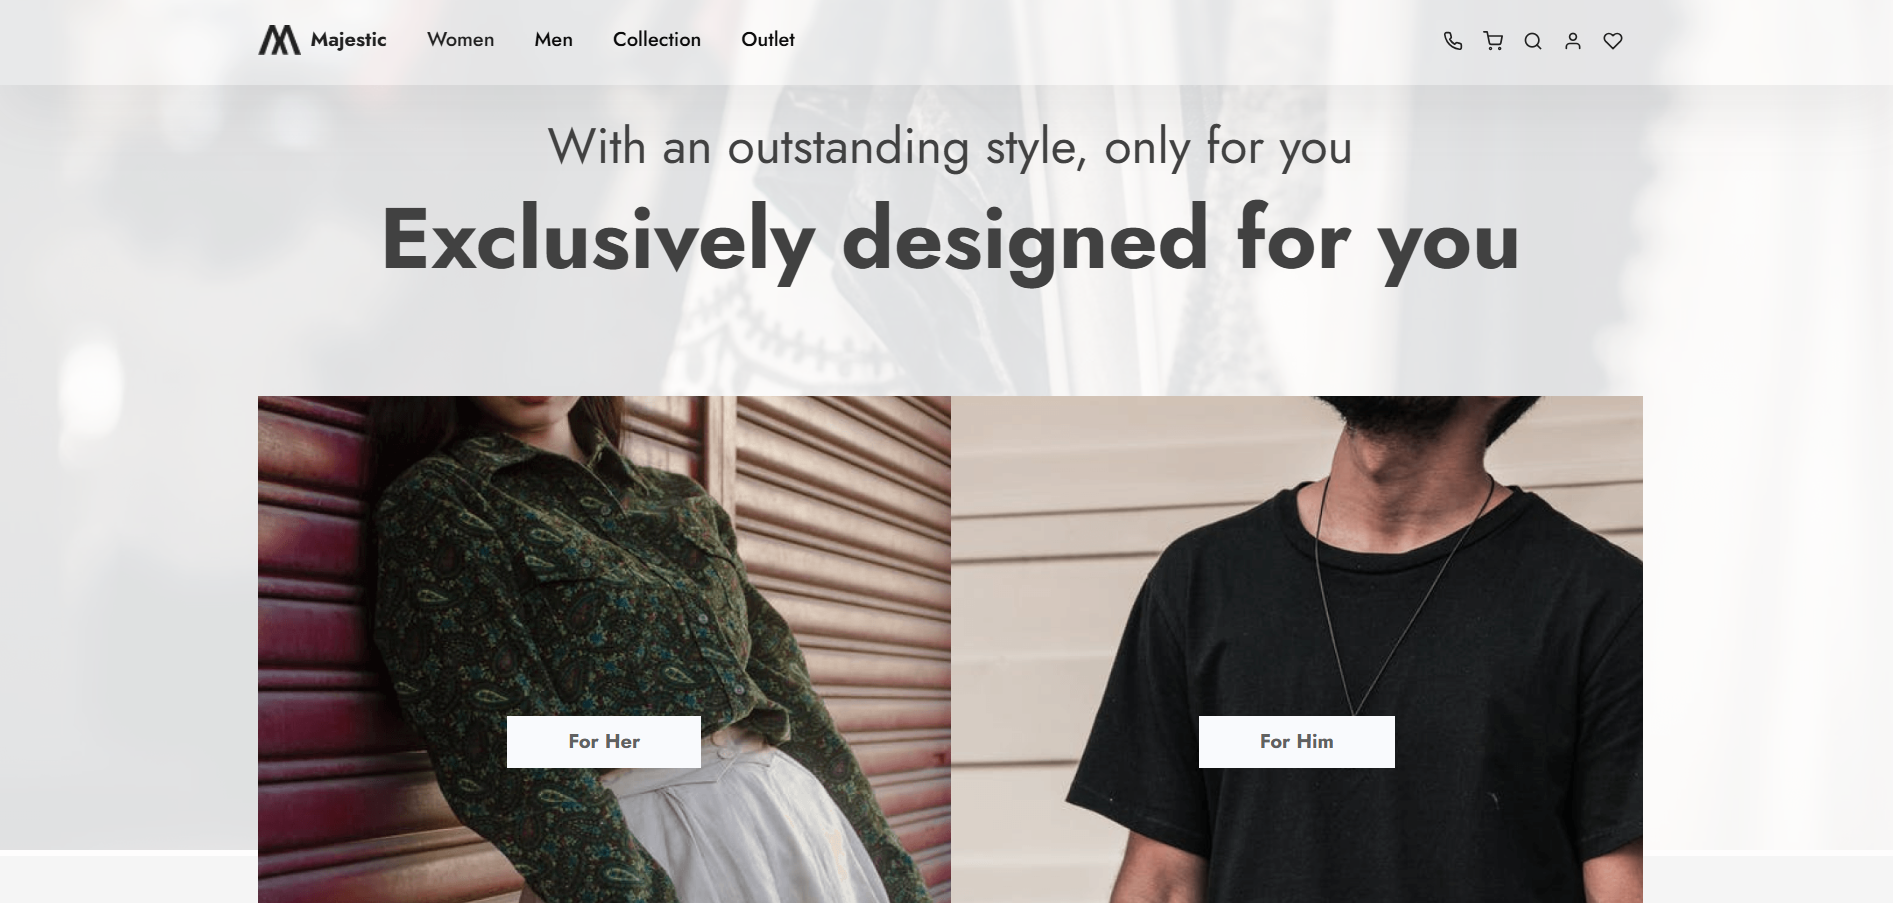 Majestic Women Men Collection Outlet
With an outstanding style, only for you
Exclusively designed for you
For Her
For Him